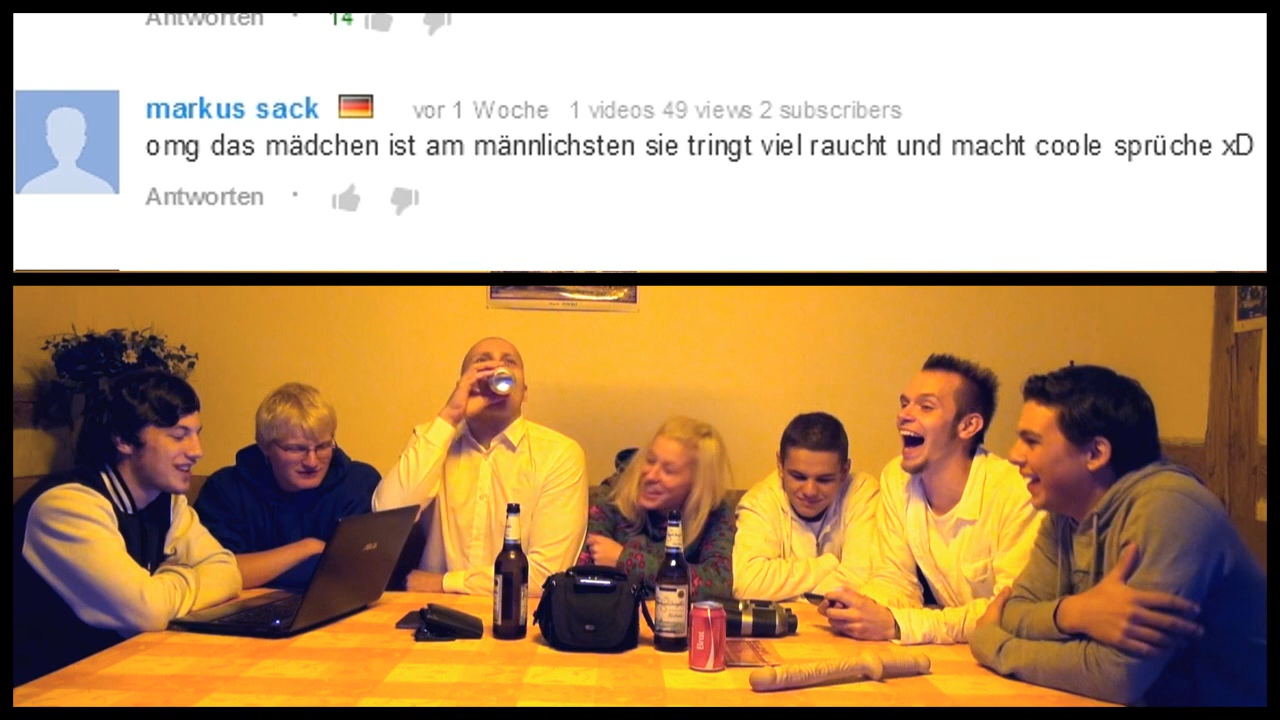 Antworten · 14
markus sack vor 1 Woche 1 videos 49 views 2 subscribers
omg das mädchen ist am männlichsten sie tringt viel raucht und macht coole sprüche xD
Antworten ·
ASUS